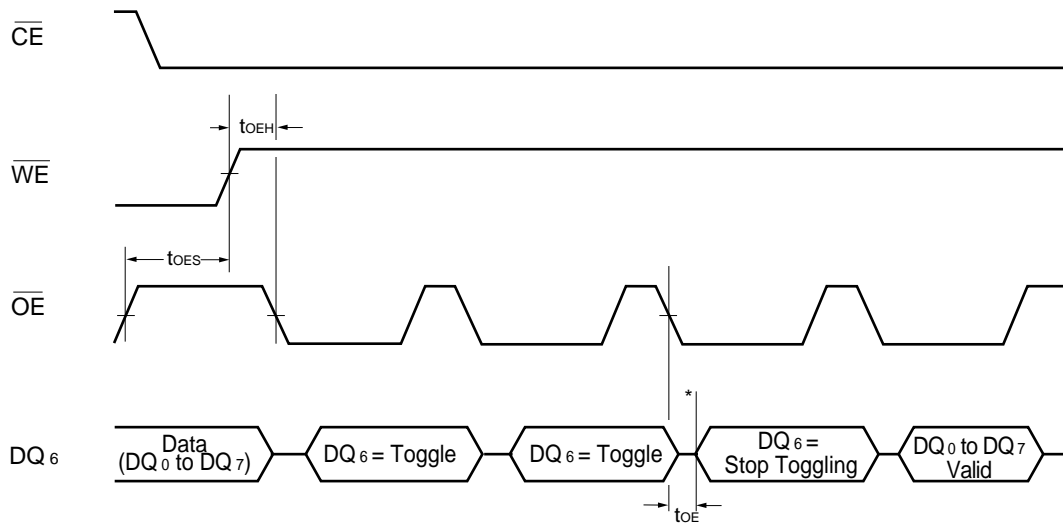 CE
tOEH
WE
tOES
OE
*
DQ6
Data
(DQ0 to DQ7)
DQ6 = Toggle
DQ6 = Toggle
DQ6 =
Stop Toggling
DQ0 to DQ7
Valid
tOE